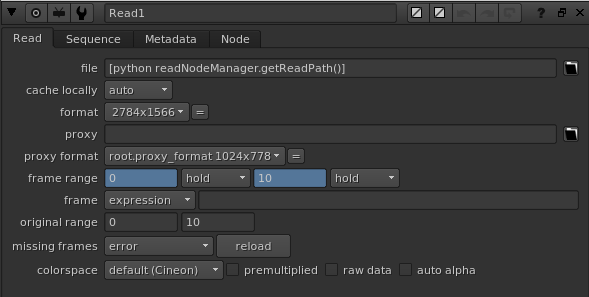 Read1 ?
Read Sequence Metadata Node
file [python readNodeManager.getReadPath()]
cache locally auto
format 2784x1566 =
proxy
proxy format root.proxy_format 1024x778 =
frame range 0 hold 10 hold
frame expression
original range 0 10
missing frames error reload
colorspace default (Cineon) premultiplied raw data auto alpha